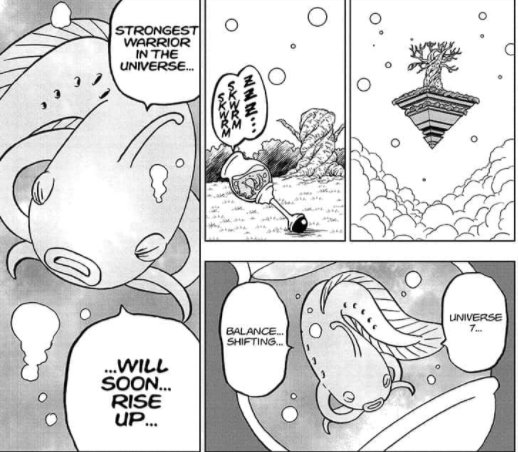 ZZZ...
SKWRM
SKWRM
UNIVERSE
7...
BALANCE...
SHIFTING...
STRONGEST
WARRIOR
IN THE
UNIVERSE...
...WILL
SOON...
RISE
UP...